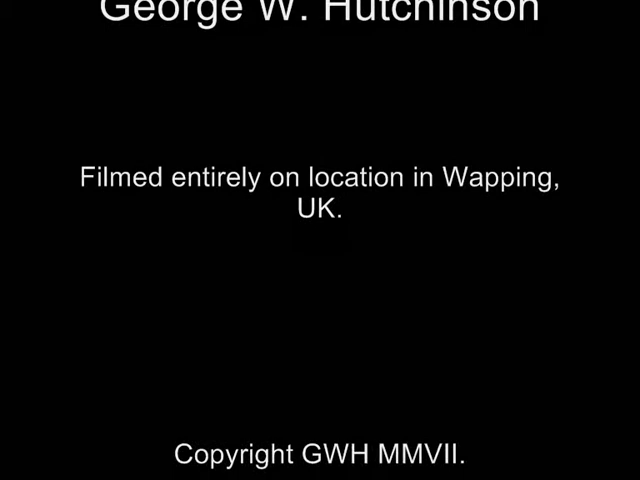 George W. Hutchinson
Filmed entirely on location in Wapping,
UK.
Copyright GWH MMVII.